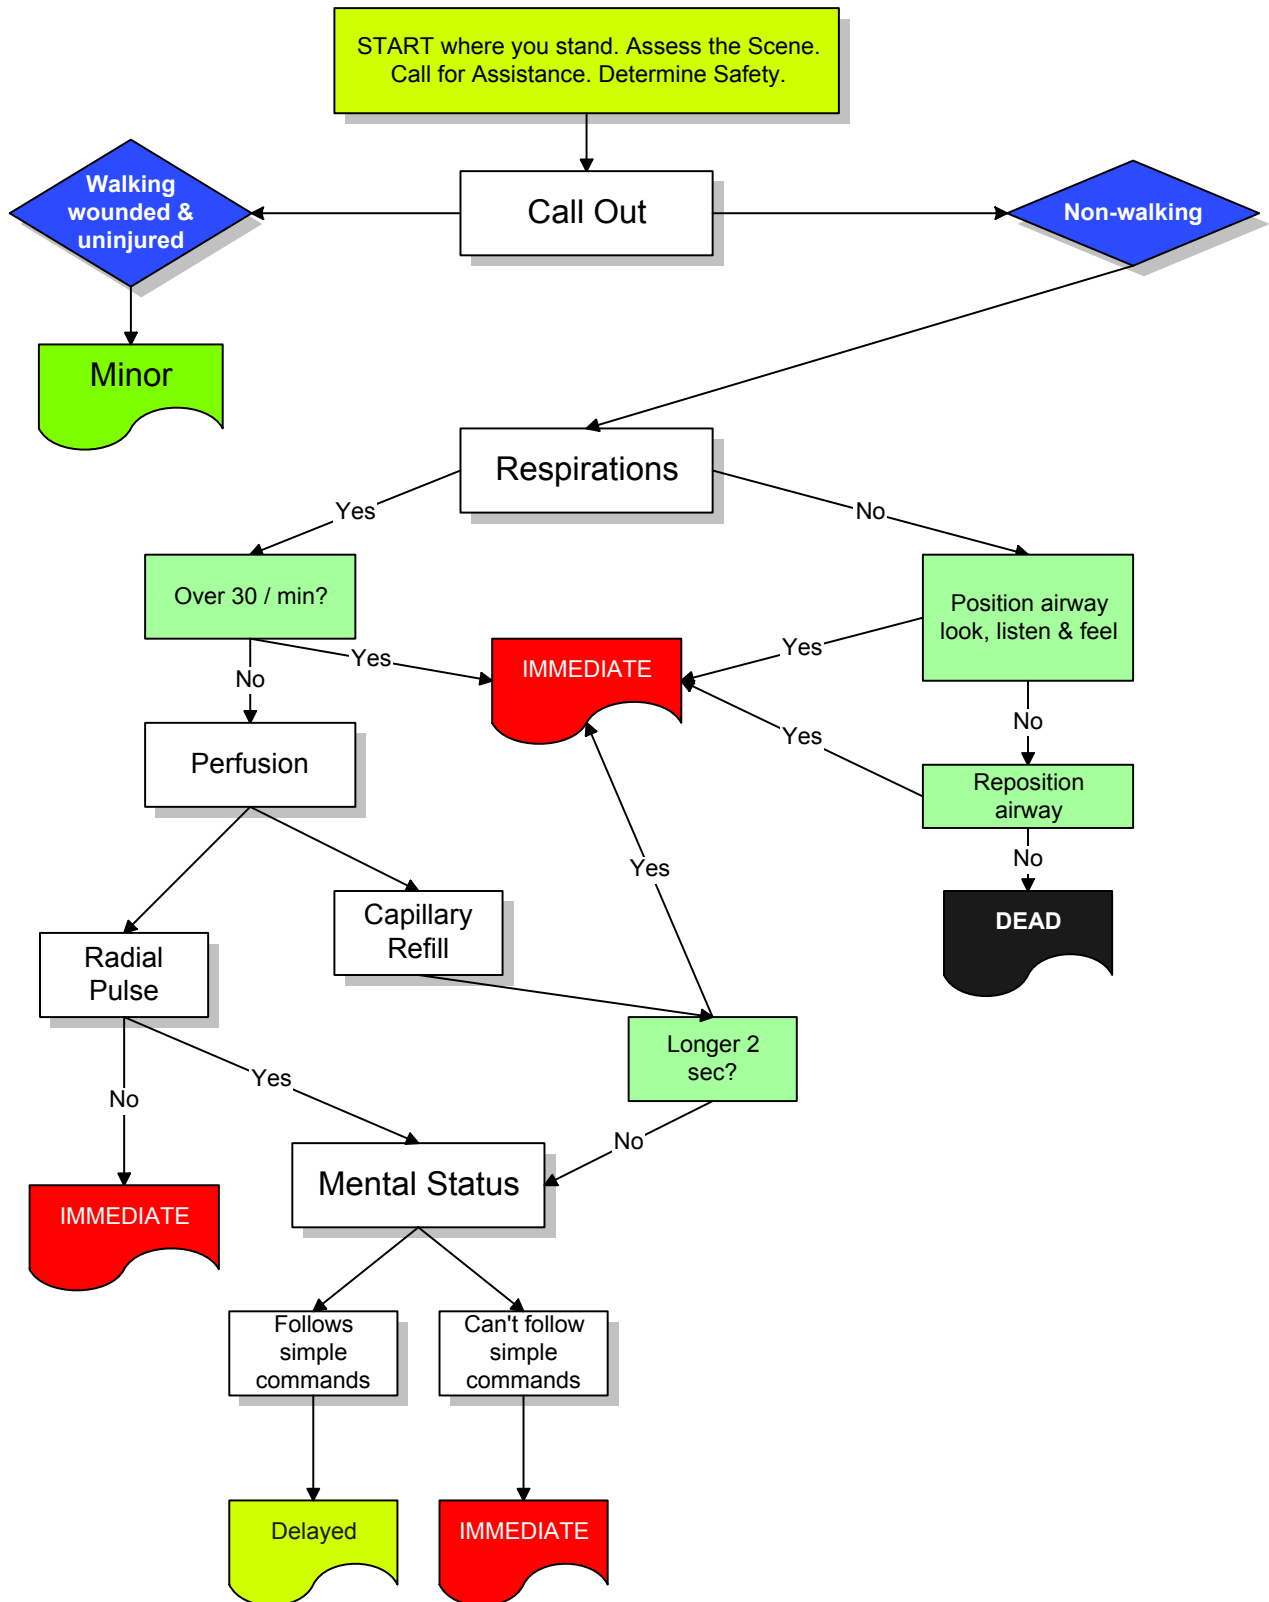 START where you stand. Assess the Scene.
Call for Assistance. Determine Safety.
Walking
wounded &
uninjured
Call Out
Non-walking
Minor
Respirations
Yes
No
Over 30 / min?
Position airway
look, listen & feel
Yes
Yes
IMMEDIATE
No
No
Perfusion
Yes
Reposition
airway
Yes
No
Capillary
Refill
DEAD
Radial
Pulse
Longer 2
sec?
Yes
No
No
Mental Status
IMMEDIATE
Follows
simple
commands
Can't follow
simple
commands
Delayed
IMMEDIATE